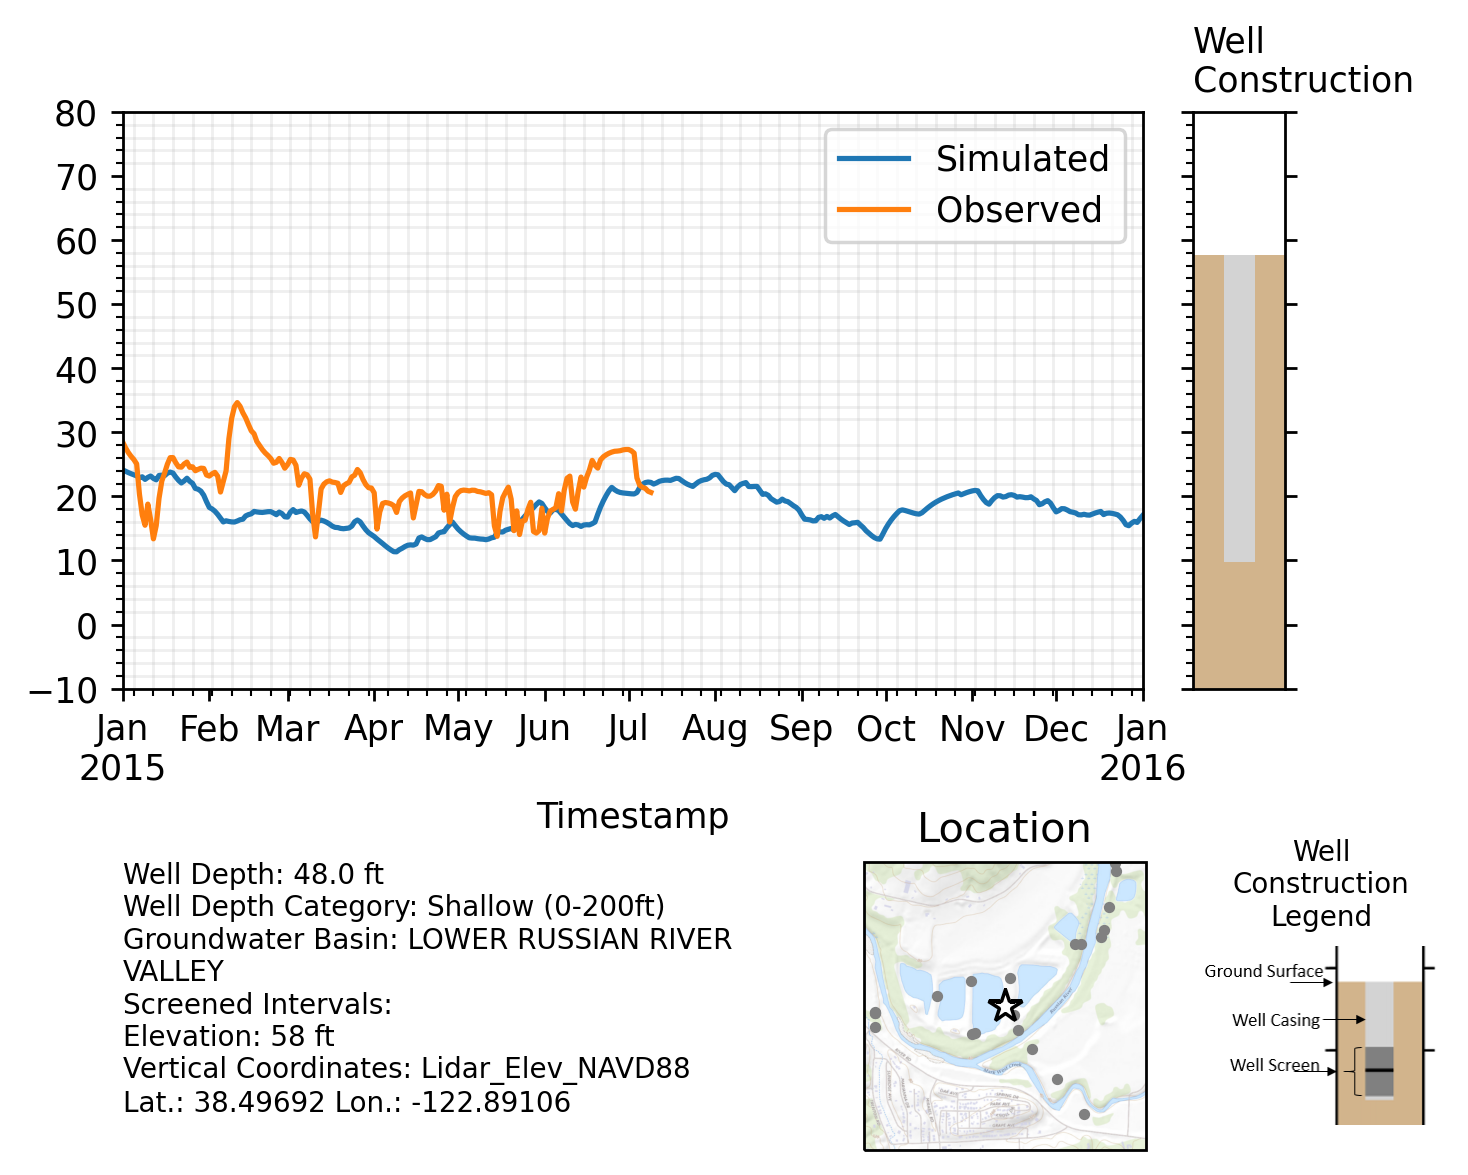 Well
Construction
80
70
60
50
40
30
20
10
0
−10
Simulated
Observed
Jan Feb Mar Apr May Jun Jul Aug Sep Oct Nov Dec Jan
2015 2016
Timestamp
Location
Well Depth: 48.0 ft
Well Depth Category: Shallow (0-200ft)
Groundwater Basin: LOWER RUSSIAN RIVER
VALLEY
Screened Intervals:
Elevation: 58 ft
Vertical Coordinates: Lidar_Elev_NAVD88
Lat.: 38.49692 Lon.: -122.89106
Well
Construction
Legend
Ground Surface
Well Casing
Well Screen